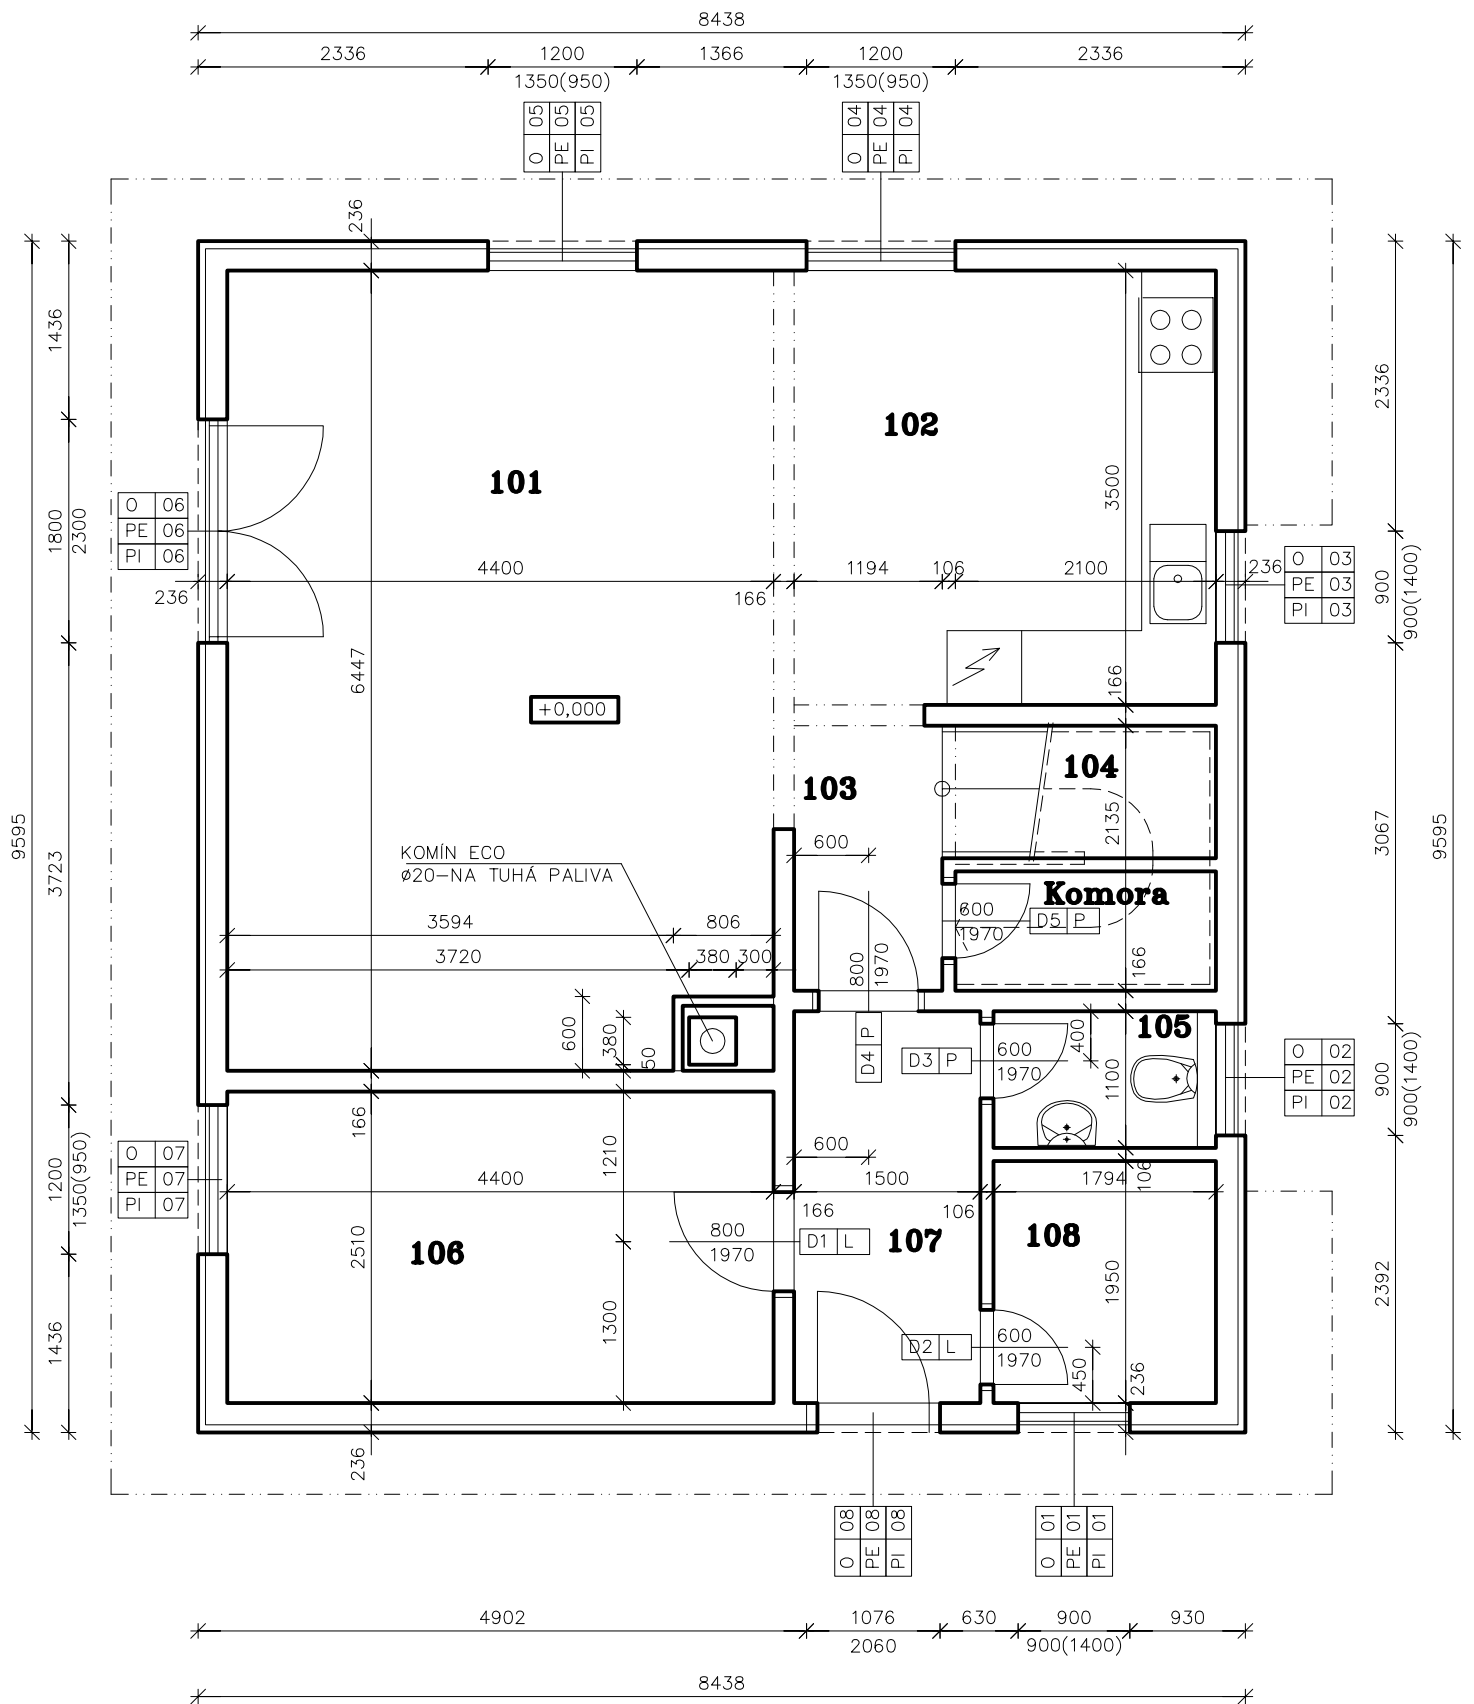 8438
2336 1200 1366 1200 2336
1350(950) 1350(950)
O 05
PE 05
PI 05
O 04
PE 04
PI 04
236
1436
2336
102
101
3500
O 06
PE 06
PI 06
1800
2300
236 4400 166 1194 106 2100 236
O 03
PE 03
PI 03
900
900(1400)
6447
166
+0,000
104
103
2135
9595
3723
3067
9595
600
KOMÍN ECO
ø20-NA TUHÁ PALIVA
Komora
600
1970
D5 P
3594 806
3720 380 300
800
1970
166
600
380
50
D4 P
D3 P
600
1970
400
105
1100
O 02
PE 02
PI 02
900
900(1400)
166
1210
600
O 07
PE 07
PI 07
1200
1350(950)
4400 166 1500 106 1794
106
2510
106
800
1970
D1 L
107
108
1950
2392
1300
1436
D2 L
600
1970
450
236
236
O 08
PE 08
PI 08
O 01
PE 01
PI 01
4902 1076 630 900 930
2060 900(1400)
8438